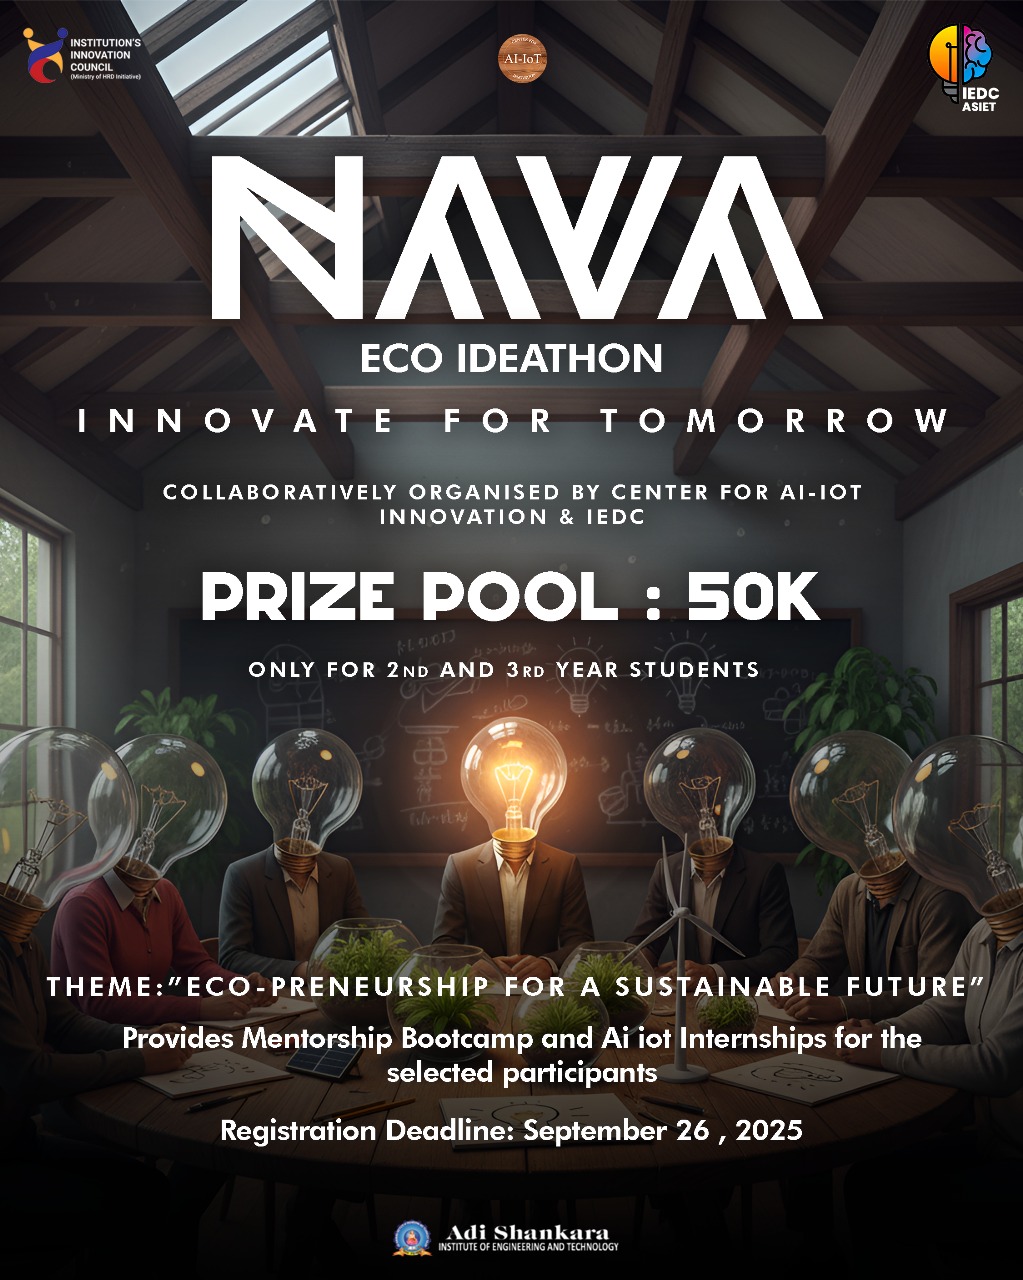 INSTITUTION'S
INNOVATION
COUNCIL
(Ministry of HRD Initiative)
AI-IoT
IEDC
ASIET
NAVA
ECO IDEATHON
INNOVATE FOR TOMORROW
COLLABORATIVELY ORGANISED BY CENTER FOR AI-IOT
INNOVATION & IEDC
PRIZE POOL : 50K
ONLY FOR 2ND AND 3RD YEAR STUDENTS
THEME:”ECO-PRENEURSHIP FOR A SUSTAINABLE FUTURE”
Provides Mentorship Bootcamp and Ai iot Internships for the
selected participants
Registration Deadline: September 26 , 2025
Adi Shankara
INSTITUTE OF ENGINEERING AND TECHNOLOGY